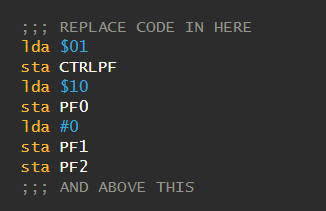 ;;; REPLACE CODE IN HERE
lda $01
sta CTRLPF
lda $10
sta PF0
lda #0
sta PF1
sta PF2
;;; AND ABOVE THIS